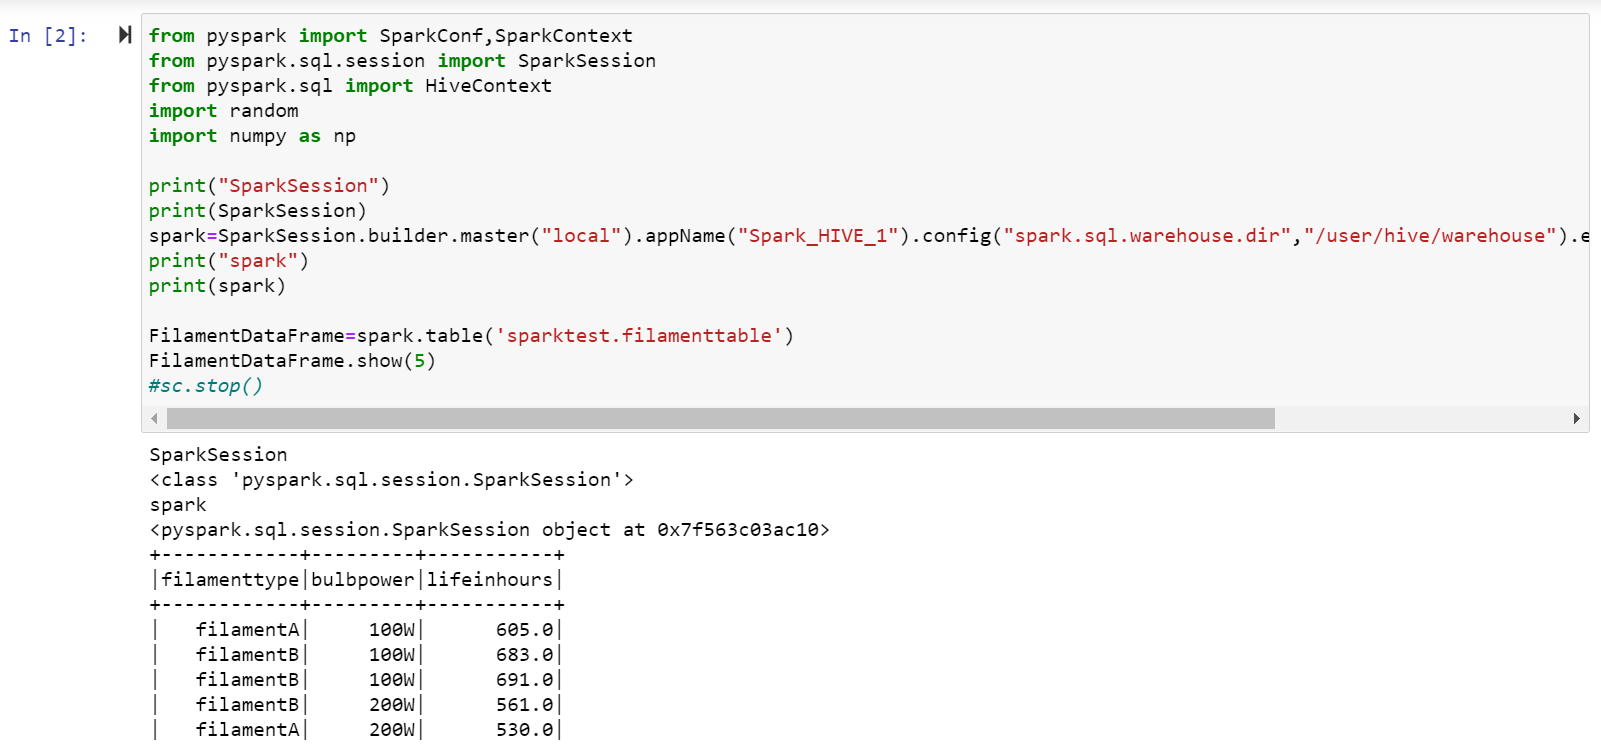 In [2]:
from pyspark import SparkConf,SparkContext
from pyspark.sql.session import SparkSession
from pyspark.sql import HiveContext
import random
import numpy as np
print("SparkSession")
print(SparkSession)
spark=SparkSession.builder.master("local").appName("Spark_HIVE_1").config("spark.sql.warehouse.dir","/user/hive/warehouse").e
print("spark")
print(spark)
FilamentDataFrame=spark.table('sparktest.filamenttable')
FilamentDataFrame.show(5)
#sc.stop()
SparkSession
<class 'pyspark.sql.session.SparkSession'>
spark
<pyspark.sql.session.SparkSession object at 0x7f563c03ac10>
+------------+---------+-----------+
|filamenttype|bulbpower|lifeinhours|
+------------+---------+-----------+
|   filamentA|     100W|      605.0|
|   filamentB|     100W|      683.0|
|   filamentB|     100W|      691.0|
|   filamentB|     200W|      561.0|
|   filamentA|     200W|      530.0|